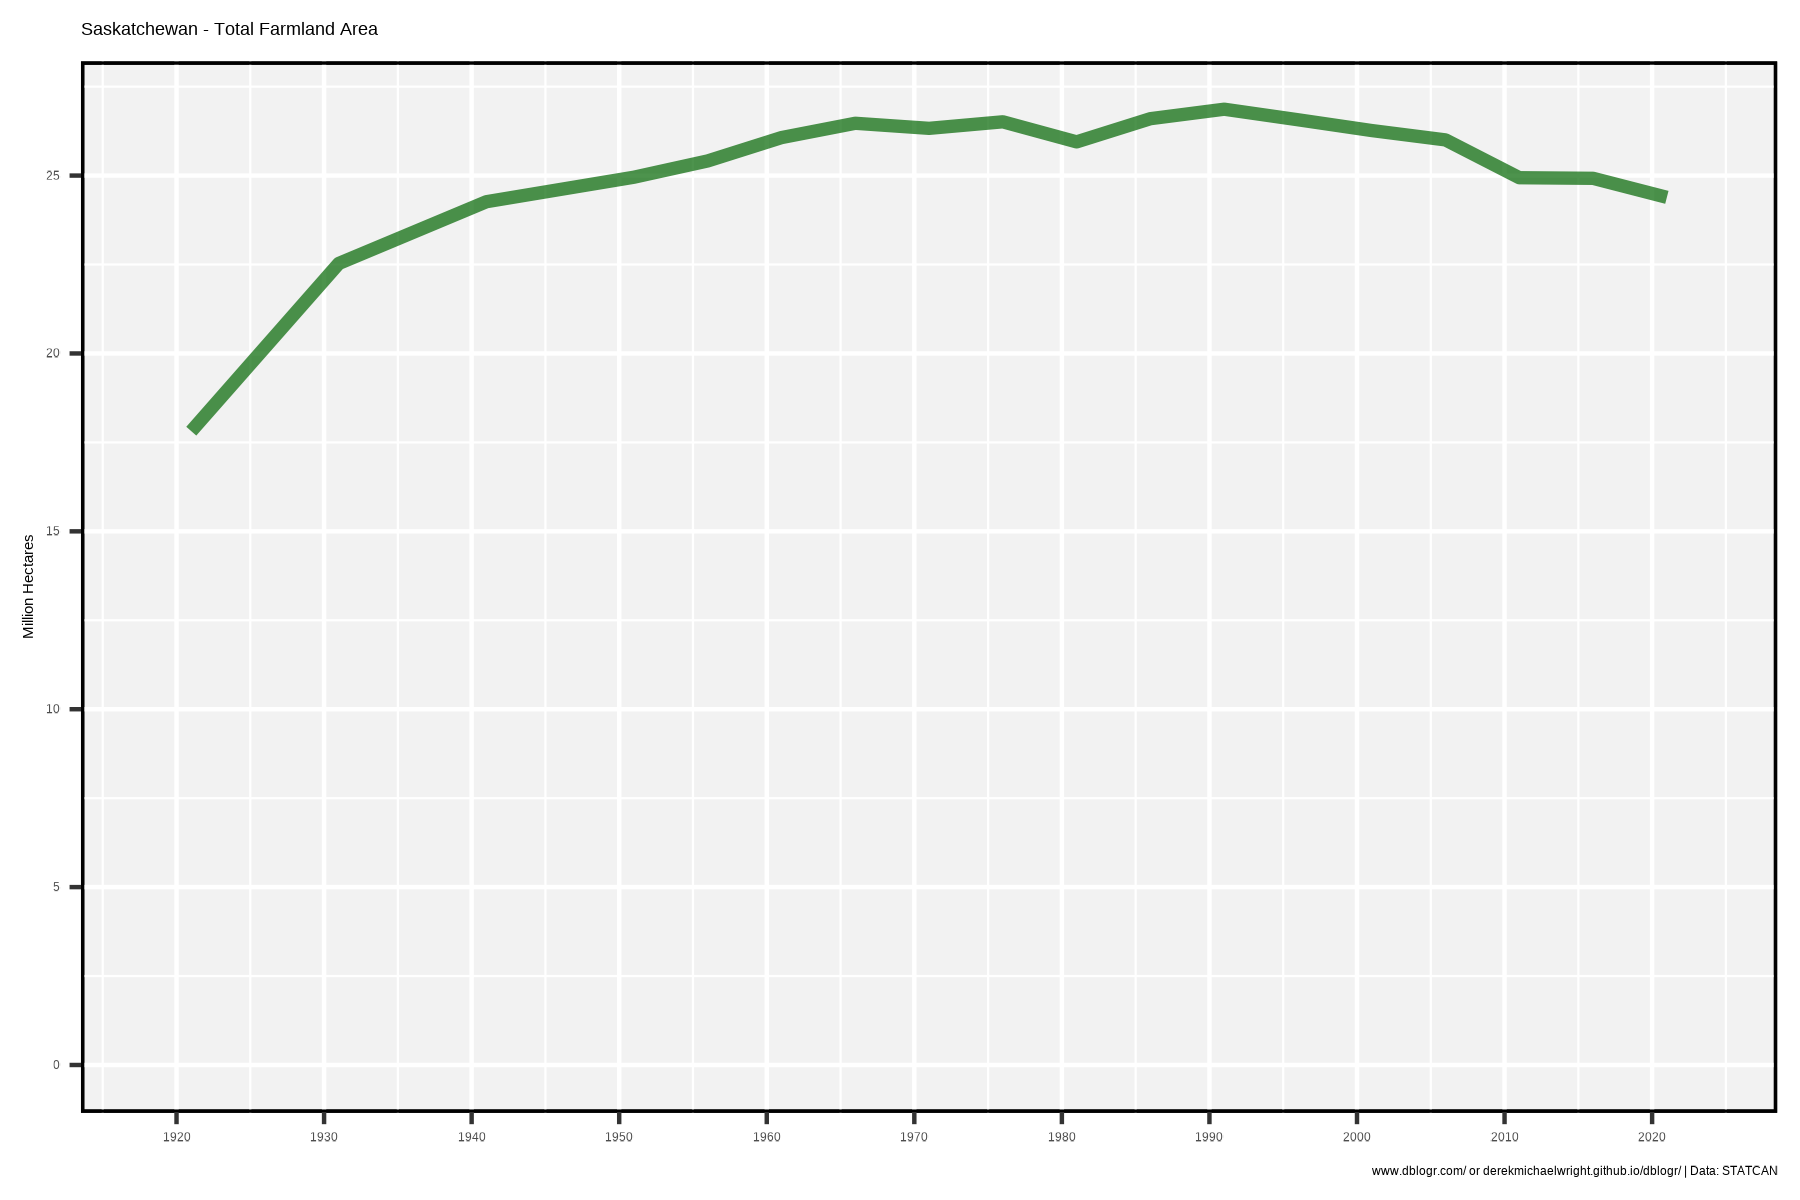 Saskatchewan - Total Farmland Area
Million Hectares
25
20
15
10
5
0
1920 1930 1940 1950 1960 1970 1980 1990 2000 2010 2020
www.dblogr.com/ or derekmichaelwright.github.io/dblogr/ | Data: STATCAN